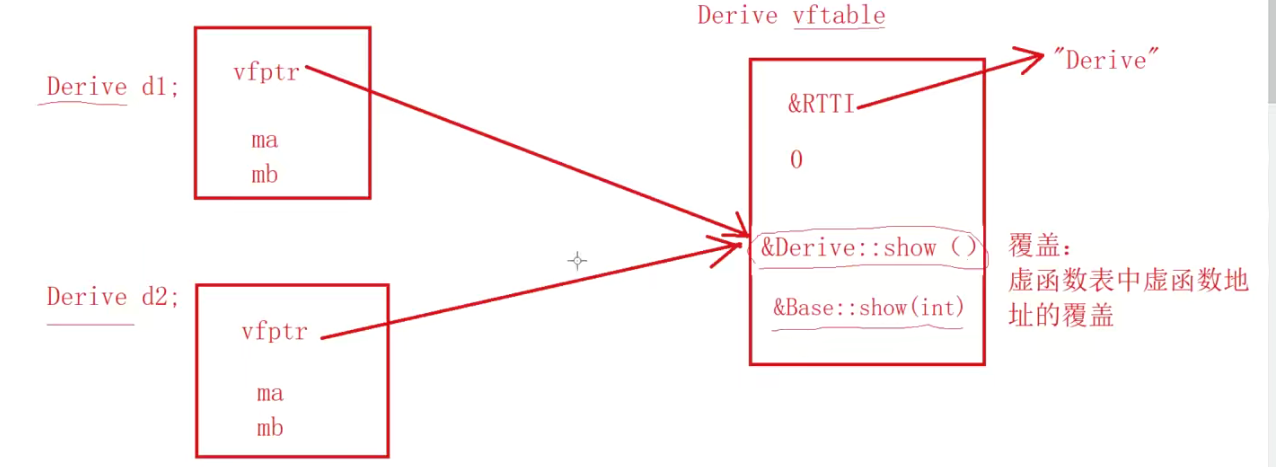 Derive vftable
"Derive"
Derive d1;
vfptr
ma
mb
&RTTI
0
&Derive::show（）
&Base::show(int)
覆盖：
虚函数表中虚函数地
址的覆盖
Derive d2;
vfptr
ma
mb